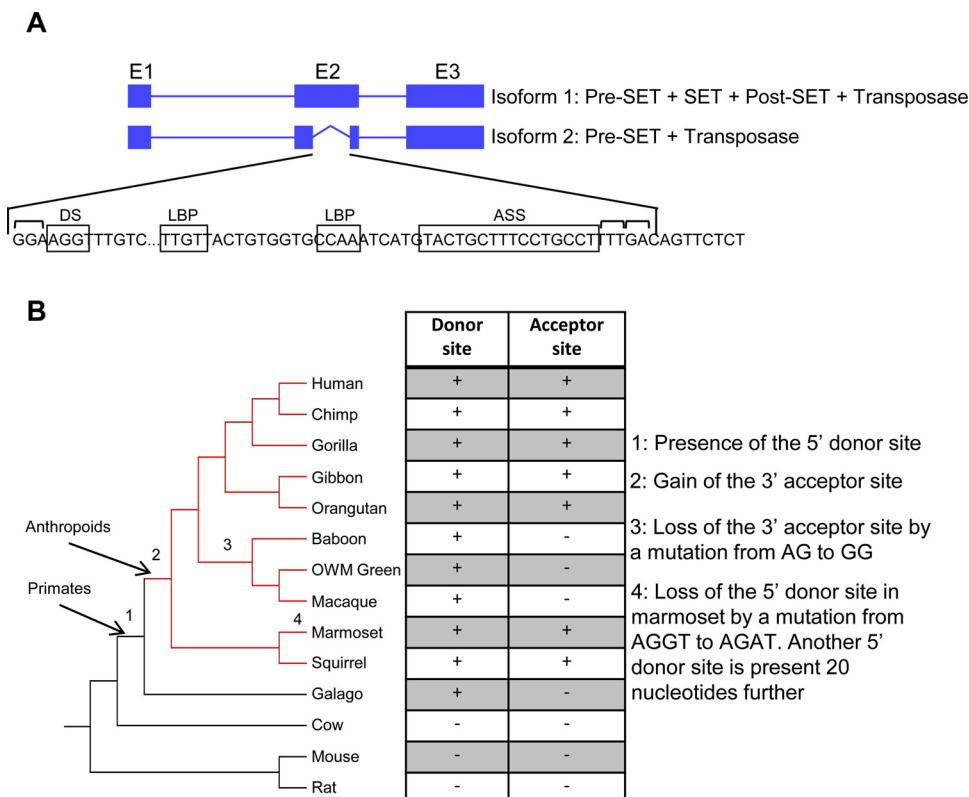 A
E1 E2 E3
Isoform 1: Pre-SET + SET + Post-SET + Transposase
Isoform 2: Pre-SET + Transposase
DS LBP LBP ASS
GGAAGGTTTGTC...TTGTTACTGTGGTGCCAAATCATGTACTGCTTTCCTGCCTTTTGACAGTTCTCT
B
Donor site
Acceptor site
Human + +
Chimp + +
Gorilla + +
Gibbon + +
Orangutan + +
Baboon + -
OWM Green + -
Macaque + -
Marmoset + +
Squirrel + +
Galago + -
Cow - -
Mouse - -
Rat - -
Anthropoids
Primates
1
2
3
4
1: Presence of the 5' donor site
2: Gain of the 3' acceptor site
3: Loss of the 3' acceptor site by
a mutation from AG to GG
4: Loss of the 5' donor site in
marmoset by a mutation from
AGGT to AGAT. Another 5'
donor site is present 20
nucleotides further